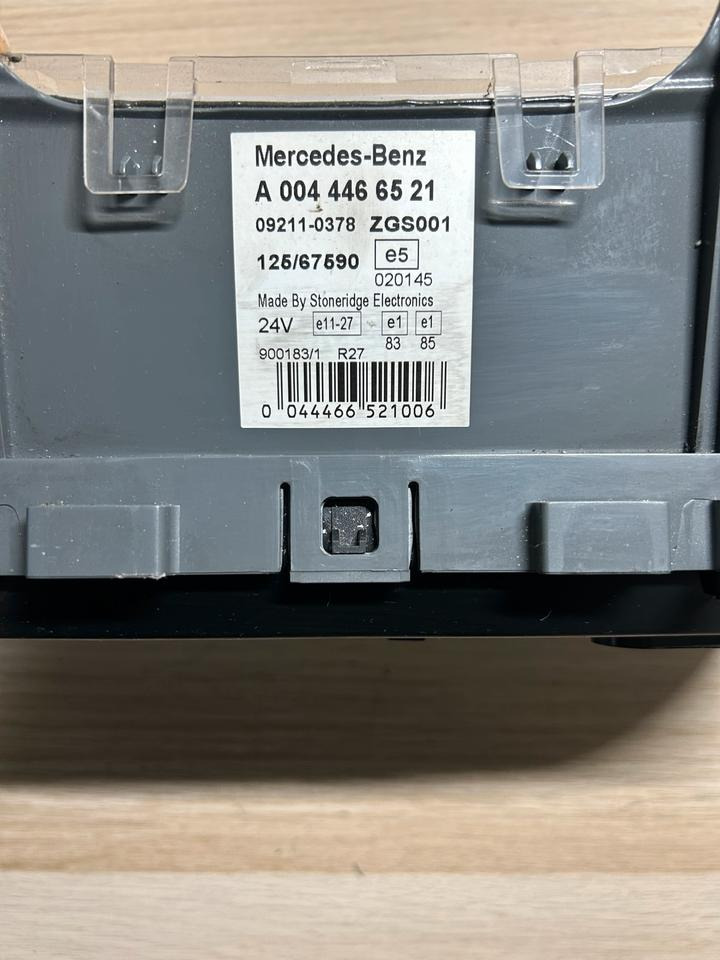 Mercedes-Benz
A 004 446 65 21
09211-0378 ZGS001
125/67590 e5
020145
Made By Stoneridge Electronics
24V e11-27 e1 e1
83 85
900183/1 R27
0 044466 521006